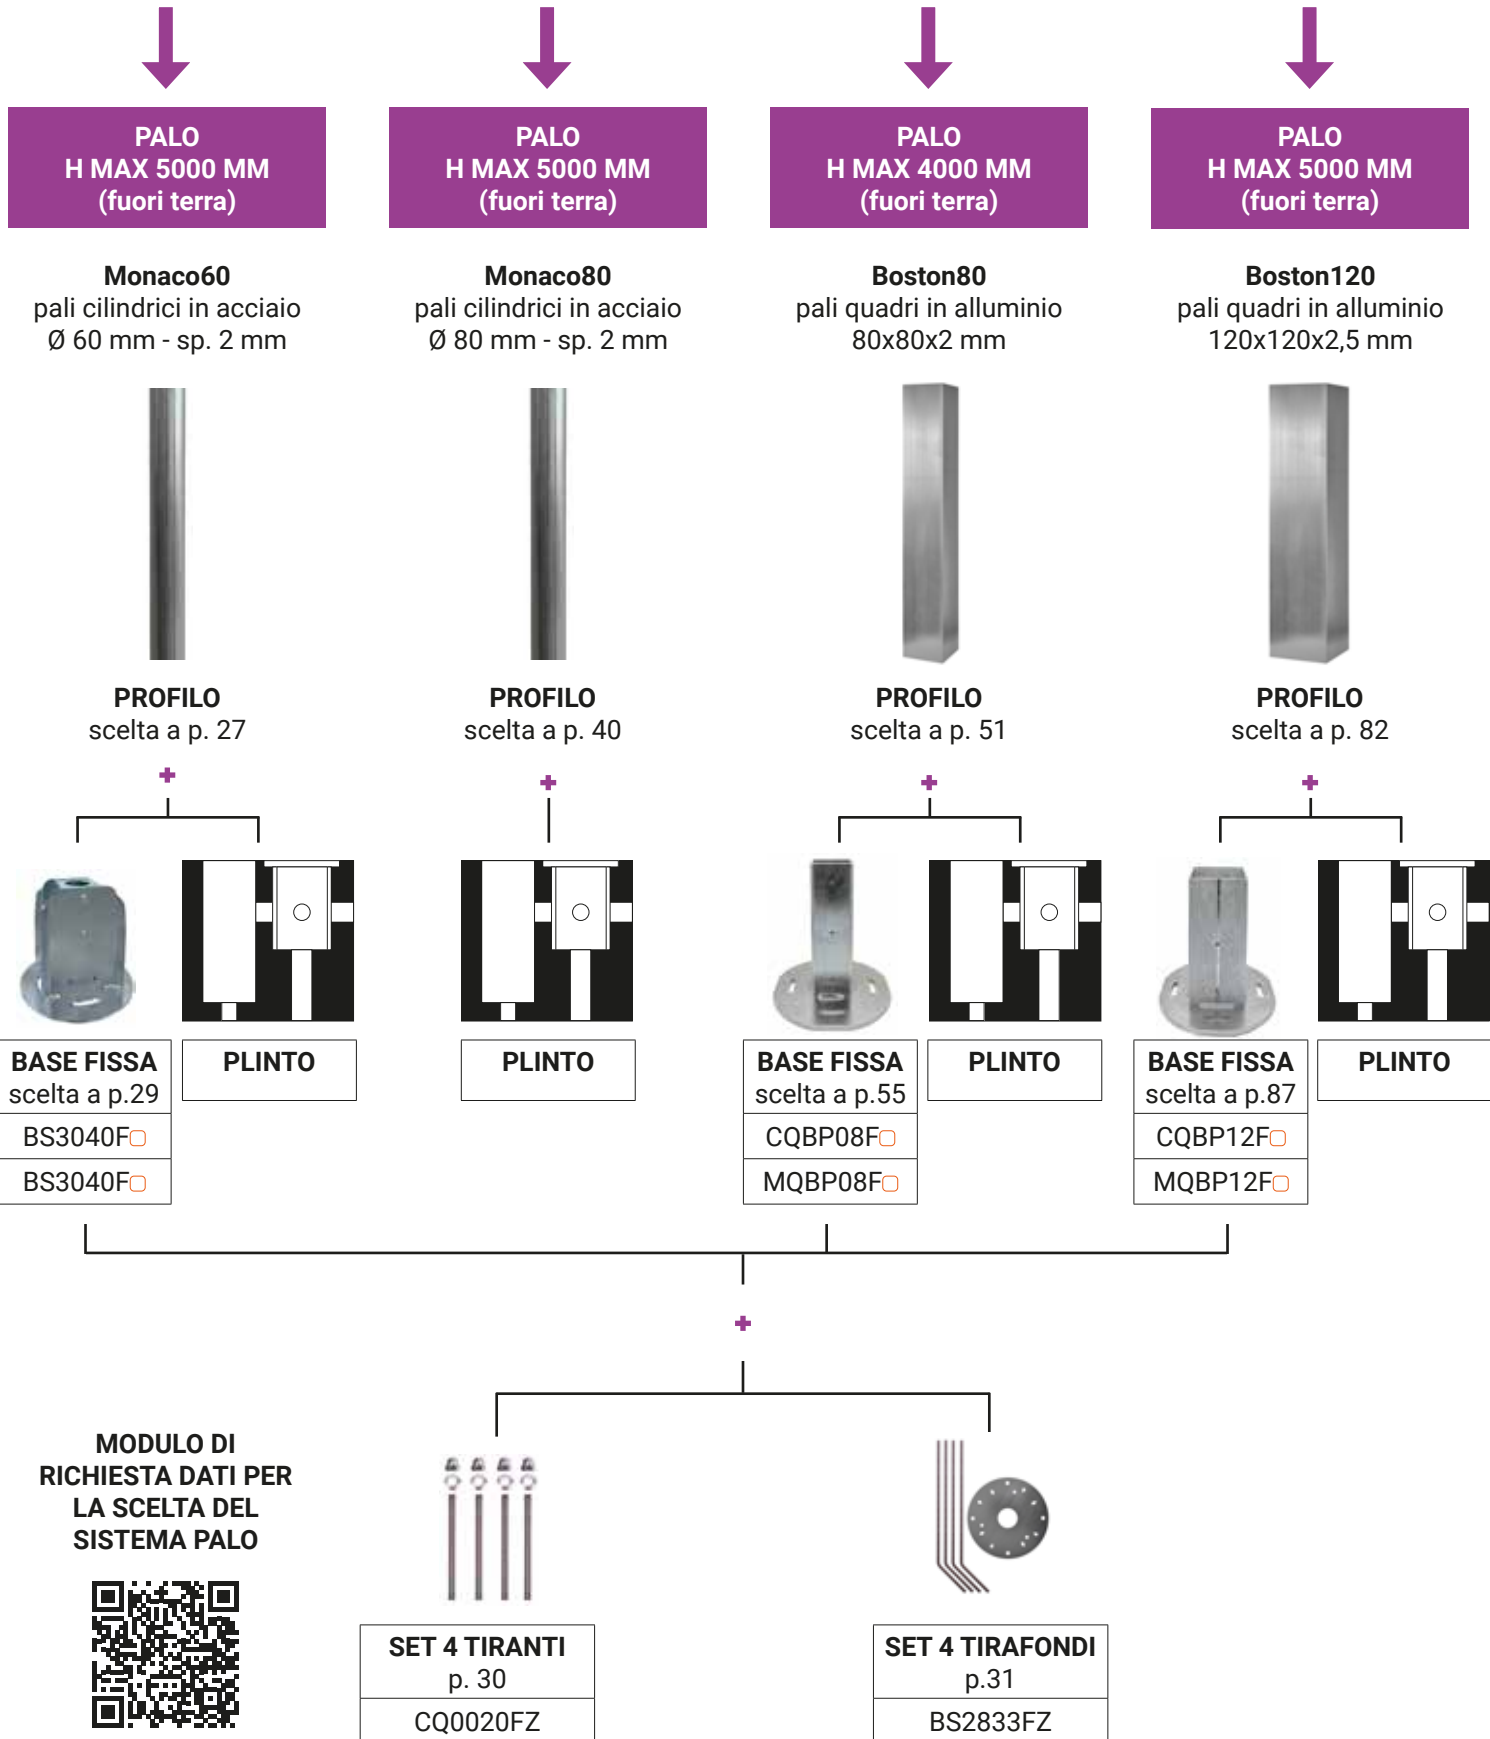 PALO
H MAX 5000 MM
(fuori terra)
PALO
H MAX 5000 MM
(fuori terra)
PALO
H MAX 4000 MM
(fuori terra)
PALO
H MAX 5000 MM
(fuori terra)
Monaco60
pali cilindrici in acciaio
Ø 60 mm - sp. 2 mm
Monaco80
pali cilindrici in acciaio
Ø 80 mm - sp. 2 mm
Boston80
pali quadri in alluminio
80x80x2 mm
Boston120
pali quadri in alluminio
120x120x2,5 mm
PROFILO
scelta a p. 27
PROFILO
scelta a p. 40
PROFILO
scelta a p. 51
PROFILO
scelta a p. 82
BASE FISSA
scelta a p.29
BS3040F▢
BS3040F▢
PLINTO
PLINTO
BASE FISSA
scelta a p.55
CQBP08F▢
MQBP08F▢
PLINTO
BASE FISSA
scelta a p.87
CQBP12F▢
MQBP12F▢
PLINTO
MODULO DI
RICHIESTA DATI PER
LA SCELTA DEL
SISTEMA PALO
SET 4 TIRANTI
p. 30
CQ0020FZ
SET 4 TIRAFONDI
p.31
BS2833FZ